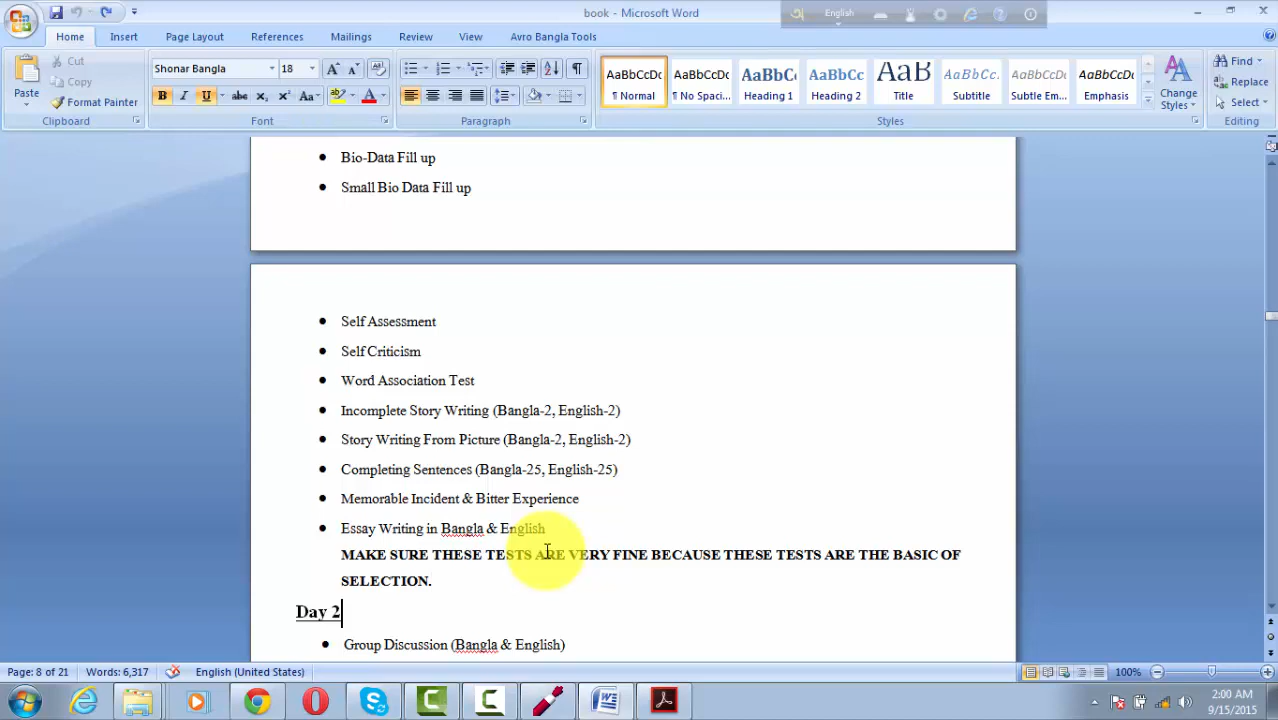 book - Microsoft Word
English
Home Insert Page Layout References Mailings Review View Avro Bangla Tools
Paste
Cut
Copy
Format Painter
Clipboard
Shonar Bangla 18
B I U abc x₂ x² Aa A
Font
Paragraph
AaBbCcDc AaBbCcDc AaBbCc AaBbCc AaB AaBbCc. AaBbCcDc AaBbCcDc
¶ Normal ¶ No Spaci... Heading 1 Heading 2 Title Subtitle Subtle Em... Emphasis
Change Styles
Styles
Find
Replace
Select
Editing
• Bio-Data Fill up
• Small Bio Data Fill up
• Self Assessment
• Self Criticism
• Word Association Test
• Incomplete Story Writing (Bangla-2, English-2)
• Story Writing From Picture (Bangla-2, English-2)
• Completing Sentences (Bangla-25, English-25)
• Memorable Incident & Bitter Experience
• Essay Writing in Bangla & English
MAKE SURE THESE TESTS ARE VERY FINE BECAUSE THESE TESTS ARE THE BASIC OF
SELECTION.
Day 2
• Group Discussion (Bangla & English)
Page: 8 of 21 Words: 6,317 English (United States) 100%
2:00 AM
9/15/2015